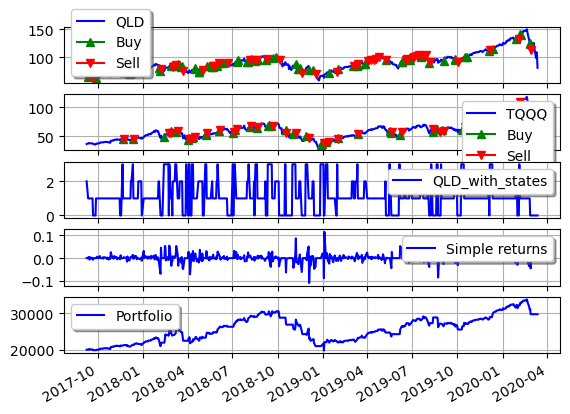 150
100
QLD
Buy
Sell
100
50
TQQQ
Buy
Sell
2
0
QLD_with_states
0.1
0.0
−0.1
Simple returns
30000
20000
Portfolio
2017-10 2018-01 2018-04 2018-07 2018-10 2019-01 2019-04 2019-07 2019-10 2020-01 2020-04